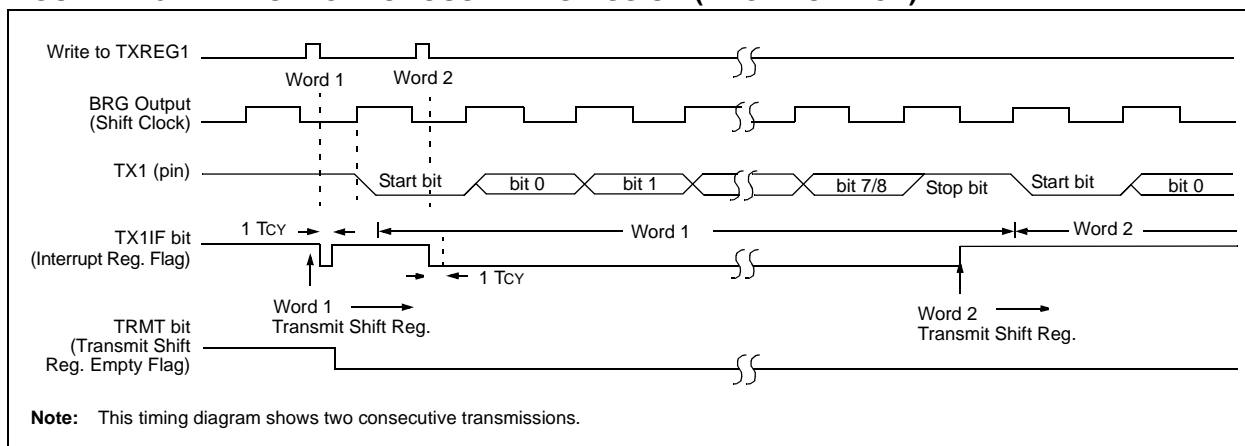 Write to TXREG1
Word 1
Word 2
BRG Output
(Shift Clock)
TX1 (pin)
Start bit
bit 0
bit 1
bit 7/8
Stop bit
Start bit
bit 0
1 TCY
TX1IF bit
(Interrupt Reg. Flag)
Word 1
Word 2
1 TCY
Word 1
Transmit Shift Reg.
Word 2
Transmit Shift Reg.
TRMT bit
(Transmit Shift
Reg. Empty Flag)
Note: This timing diagram shows two consecutive transmissions.